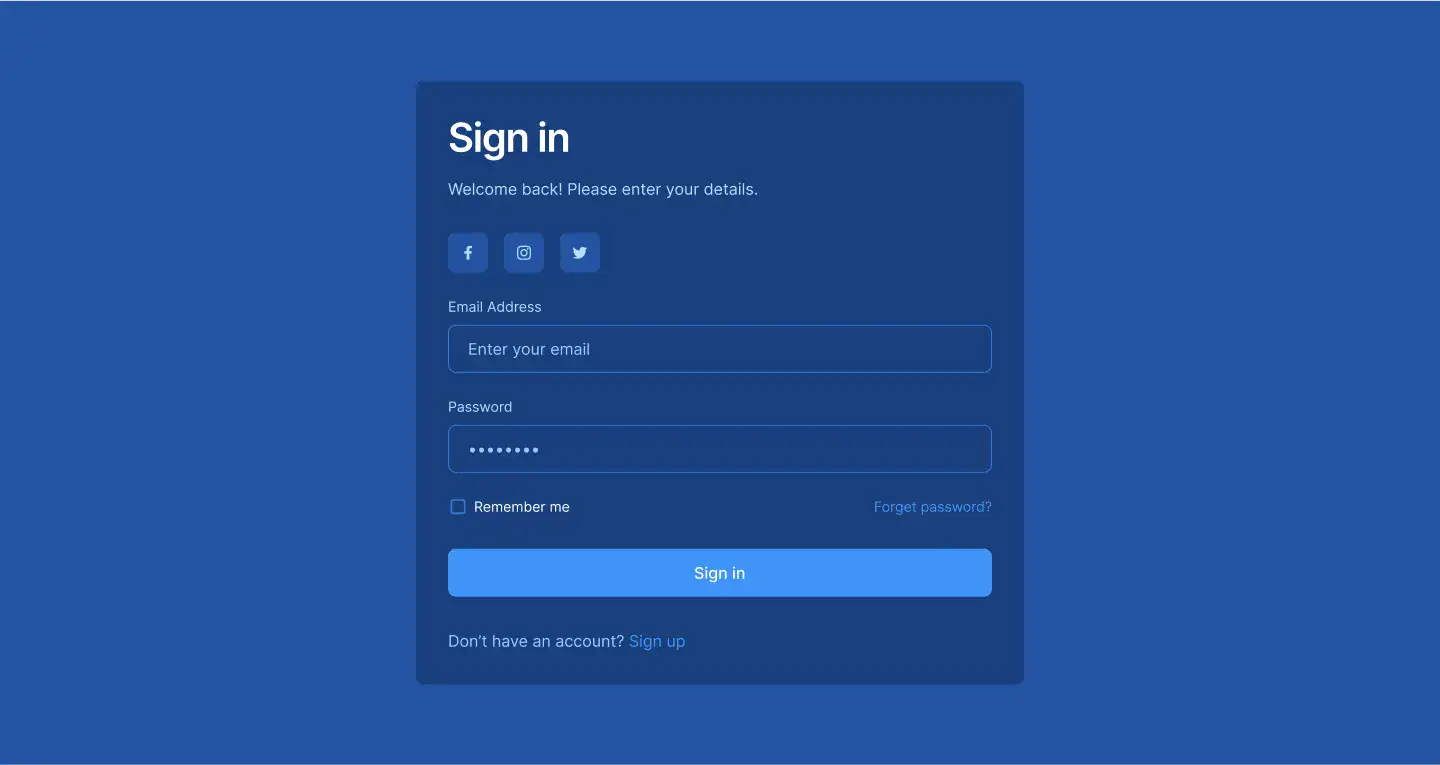 Sign in
Welcome back! Please enter your details.
Email Address
Enter your email
Password
••••••••
Remember me
Forget password?
Sign in
Don’t have an account? Sign up